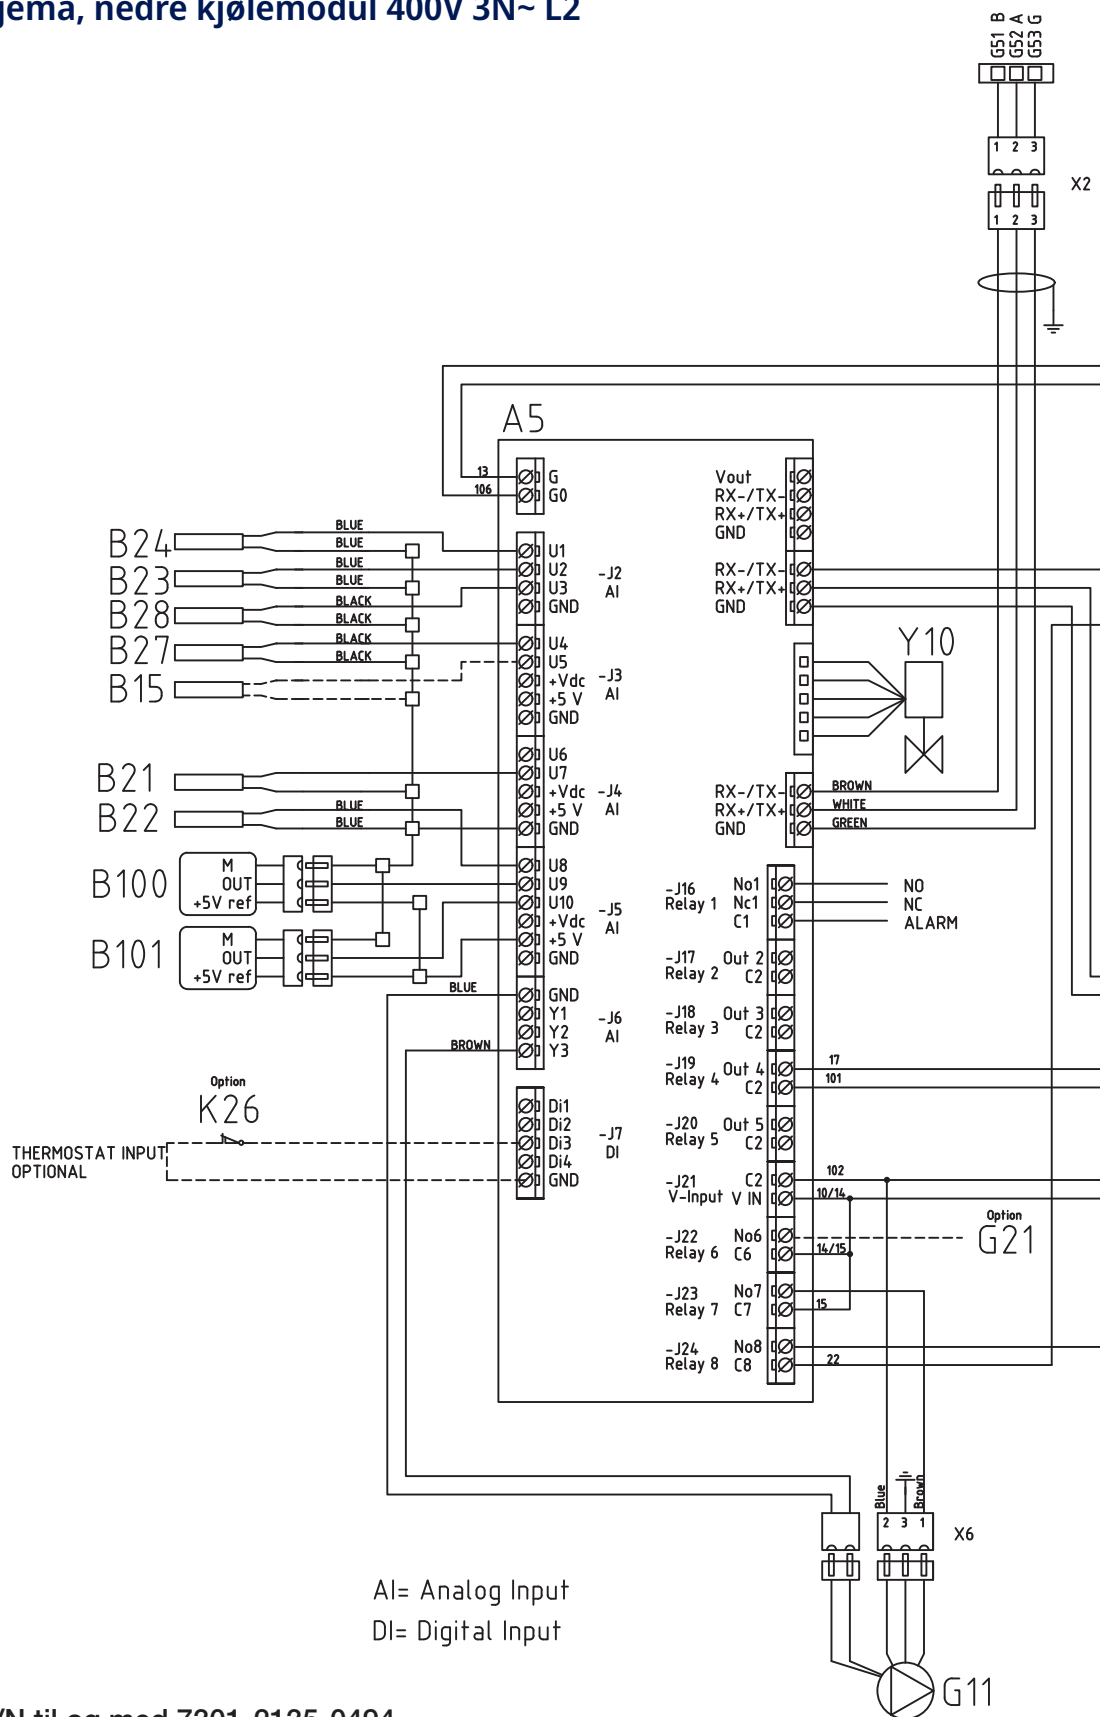 jema, nedre kjølemodul 400V 3N~ L2
G51 B
G52 A
G53 G
1 2 3
X2
1 2 3
A5
13 G
106 G0
Vout
RX-/TX-
RX+/TX+
GND
B24
BLUE
BLUE
B23
BLUE
BLUE
B28
BLACK
BLACK
B27
BLACK
BLACK
B15
U1
U2
U3
GND
-J2
AI
RX-/TX-
RX+/TX+
GND
U4
U5
+Vdc
+5 V
GND
-J3
AI
Y10
B21
B22
BLUE
BLUE
U6
U7
+Vdc
+5 V
GND
-J4
AI
RX-/TX- BROWN
RX+/TX+ WHITE
GND GREEN
B100
M
OUT
+5V ref
B101
M
OUT
+5V ref
U8
U9
U10
+Vdc
+5 V
GND
-J5
AI
BLUE
BROWN
GND
Y1
Y2
Y3
-J6
AI
Option
K26
THERMOSTAT INPUT
OPTIONAL
Di1
Di2
Di3
Di4
GND
-J7
DI
-J16
Relay 1
No1 NO
Nc1 NC
C1 ALARM
-J17 Out 2
Relay 2 C2
-J18 Out 3
Relay 3 C2
-J19 Out 4 17
Relay 4 C2 101
-J20 Out 5
Relay 5 C2
-J21 C2 102
V-Input V IN 10/14
-J22 No6
Relay 6 C6 14/15
Option
G21
-J23 No7
Relay 7 C7 15
-J24 No8
Relay 8 C8 22
Blue
Brown
2 3 1
X6
AI= Analog Input
DI= Digital Input
G11
/N til og med 7301-2135-0494